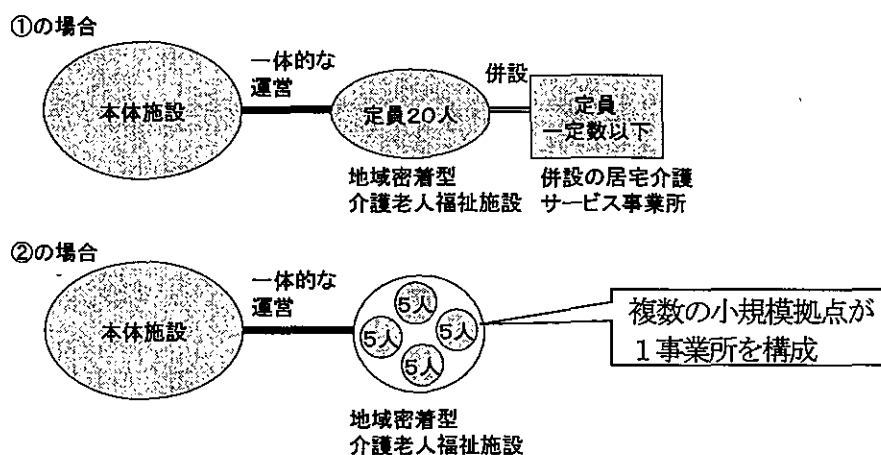 ①の場合
一体的な
運営
併設
本体施設
定員20人
定員
一定数以下
地域密着型
介護老人福祉施設
併設の居宅介護
サービス事業所
②の場合
一体的な
運営
本体施設
5人
5人
5人
5人
複数の小規模拠点が
1事業所を構成
地域密着型
介護老人福祉施設